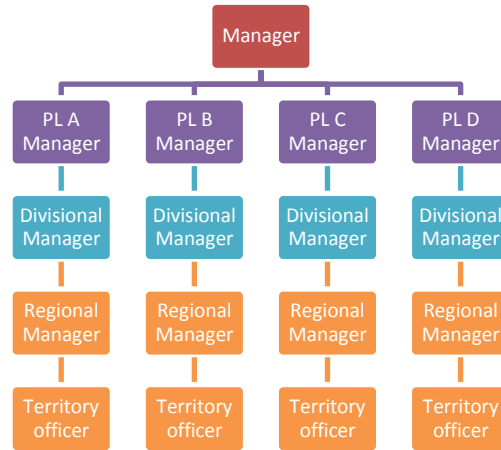 Manager
PL A
Manager
PL B
Manager
PL C
Manager
PL D
Manager
Divisional
Manager
Divisional
Manager
Divisional
Manager
Divisional
Manager
Regional
Manager
Regional
Manager
Regional
Manager
Regional
Manager
Territory
officer
Territory
officer
Territory
officer
Territory
officer